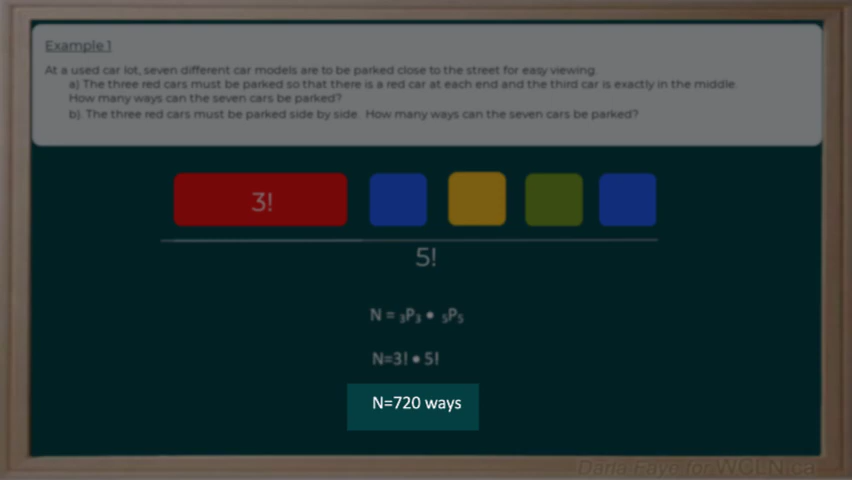 Example 1
At a used car lot, seven different car models are to be parked close to the street for easy viewing.
a) The three red cars must be parked so that there is a red car at each end and the third car is exactly in the middle.
How many ways can the seven cars be parked?
b). The three red cars must be parked side by side. How many ways can the seven cars be parked?
3!
5!
N = ₃P₃ • ₅P₅
N=3! • 5!
N=720 ways
Darla Faye for WCLNica